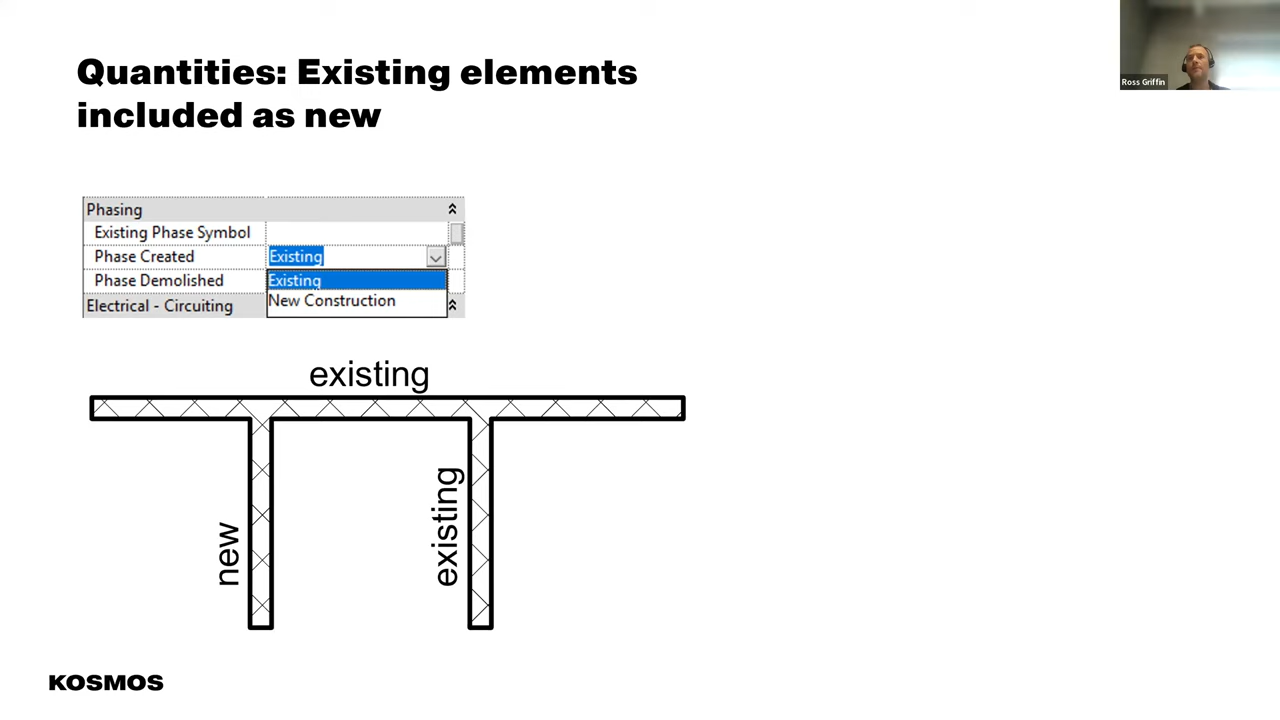 Quantities: Existing elements
included as new
Ross Griffin
Phasing
Existing Phase Symbol
Phase Created Existing
Phase Demolished Existing
New Construction
Electrical - Circuiting
existing
new
existing
KOSMOS